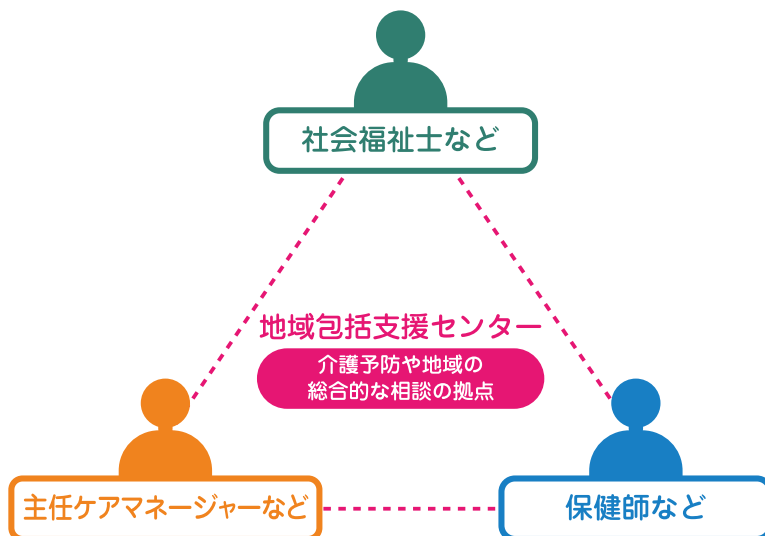 社会福祉士など
地域包括支援センター
介護予防や地域の
総合的な相談の拠点
主任ケアマネージャーなど
保健師など